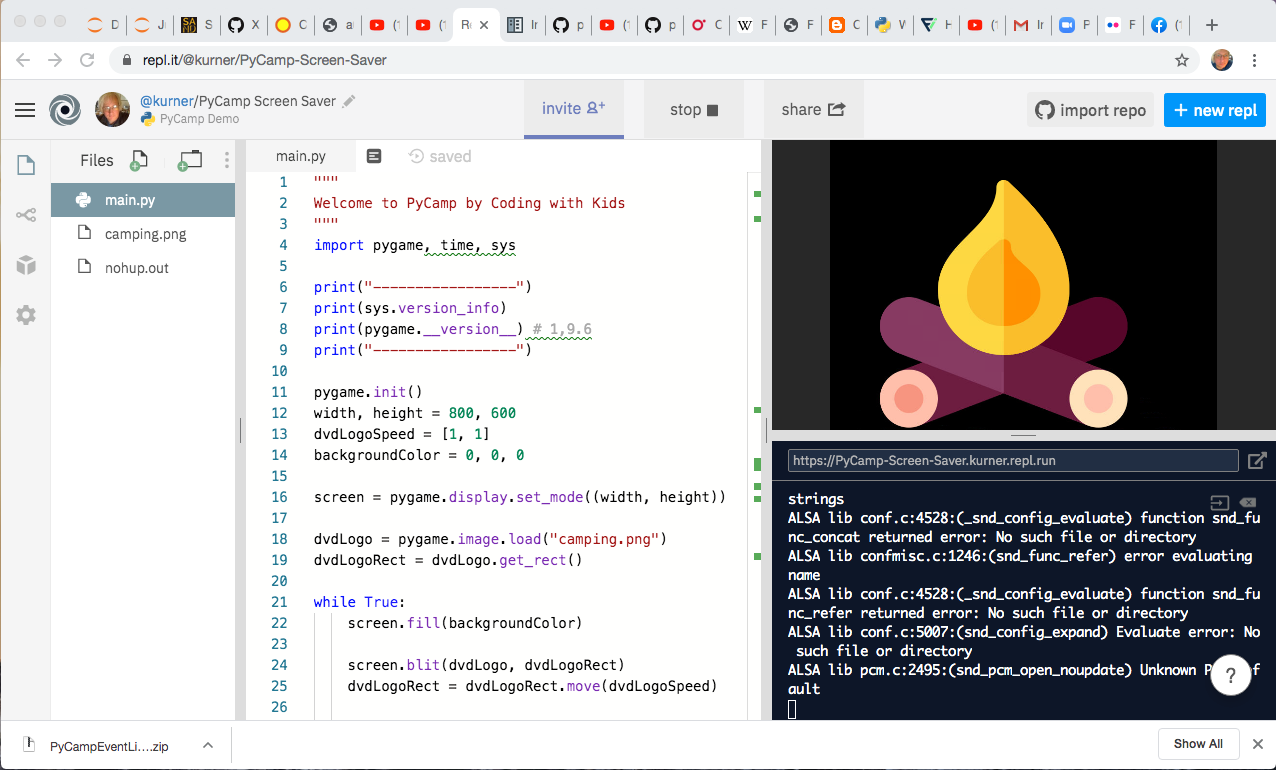 D
J
SA
MO
S
X
C
a
(
(
R
I
p
(
p
C
W
F
F
C
W
H
(
I
P
F
(
repl.it/@kurner/PyCamp-Screen-Saver
@kurner/PyCamp Screen Saver
PyCamp Demo
invite
stop
share
import repo
+ new repl
Files
main.py
camping.png
nohup.out
main.py
saved
1 """
2 Welcome to PyCamp by Coding with Kids
3 """
4 import pygame, time, sys
5
6 print("-----------------")
7 print(sys.version_info)
8 print(pygame.__version__) # 1,9.6
9 print("-----------------")
10
11 pygame.init()
12 width, height = 800, 600
13 dvdLogoSpeed = [1, 1]
14 backgroundColor = 0, 0, 0
15
16 screen = pygame.display.set_mode((width, height))
17
18 dvdLogo = pygame.image.load("camping.png")
19 dvdLogoRect = dvdLogo.get_rect()
20
21 while True:
22 screen.fill(backgroundColor)
23
24 screen.blit(dvdLogo, dvdLogoRect)
25 dvdLogoRect = dvdLogoRect.move(dvdLogoSpeed)
26
https://PyCamp-Screen-Saver.kurner.repl.run
strings
ALSA lib conf.c:4528:(_snd_config_evaluate) function snd_fu
nc_concat returned error: No such file or directory
ALSA lib confmisc.c:1246:(snd_func_refer) error evaluating
name
ALSA lib conf.c:4528:(_snd_config_evaluate) function snd_fu
nc_refer returned error: No such file or directory
ALSA lib conf.c:5007:(snd_config_expand) Evaluate error: No
such file or directory
ALSA lib pcm.c:2495:(snd_pcm_open_noupdate) Unknown P f
ault
?
PyCampEventLi....zip
Show All